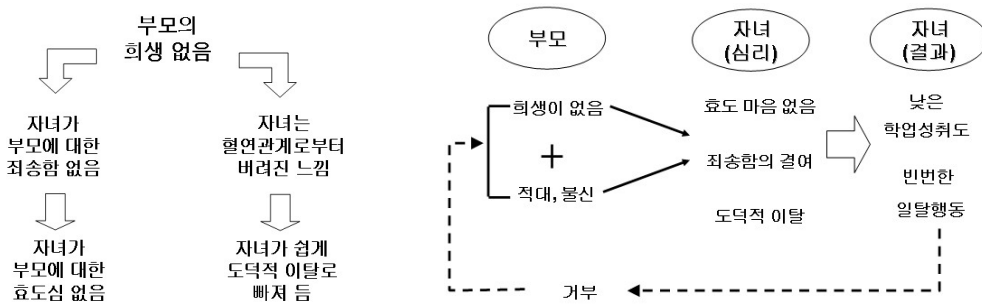 부모의
희생 없음
자녀가
부모에 대한
죄송함 없음
자녀는
혈연관계로부터
버려진 느낌
자녀가
부모에 대한
효도심 없음
자녀가 쉽게
도덕적 이탈로
빠져 듬
부모
자녀
(심리)
자녀
(결과)
희생이 없음
+
적대, 불신
효도 마음 없음
죄송함의 결여
도덕적 이탈
낮은
학업성취도
빈번한
일탈행동
거부